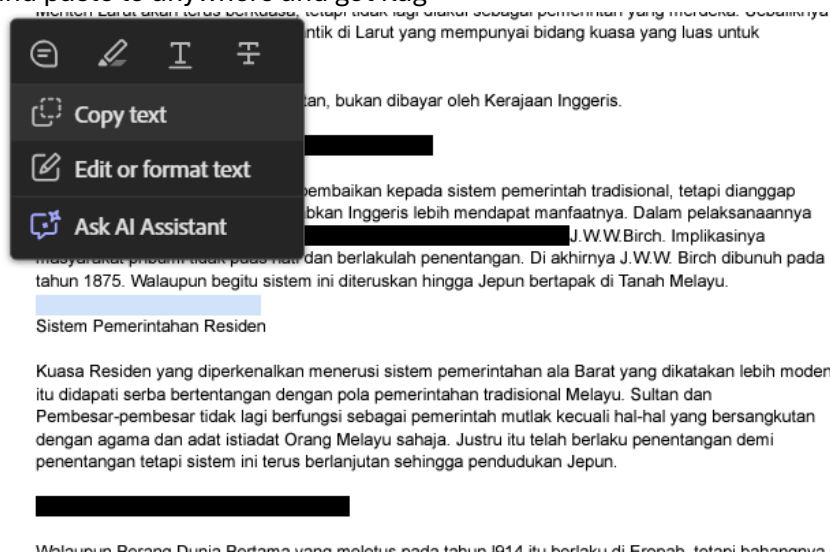 and paste to anywhere and get flag
Menteri Larut akan terus berkuasa, tetapi tidak lagi diakui sebagai pemerintah yang merdeka. Sebaliknya
antik di Larut yang mempunyai bidang kuasa yang luas untuk
Copy text
tan, bukan dibayar oleh Kerajaan Inggeris.
Edit or format text
pembaikan kepada sistem pemerintah tradisional, tetapi dianggap
bkan Inggeris lebih mendapat manfaatnya. Dalam pelaksanaannya
Ask AI Assistant
J.W.W.Birch. Implikasinya
masyarakat pribumi tidak puas hati dan berlakulah penentangan. Di akhirnya J.W.W. Birch dibunuh pada
tahun 1875. Walaupun begitu sistem ini diteruskan hingga Jepun bertapak di Tanah Melayu.
Sistem Pemerintahan Residen
Kuasa Residen yang diperkenalkan menerusi sistem pemerintahan ala Barat yang dikatakan lebih moden
itu didapati serba bertentangan dengan pola pemerintahan tradisional Melayu. Sultan dan
Pembesar-pembesar tidak lagi berfungsi sebagai pemerintah mutlak kecuali hal-hal yang bersangkutan
dengan agama dan adat istiadat Orang Melayu sahaja. Justru itu telah berlaku penentangan demi
penentangan tetapi sistem ini terus berlanjutan sehingga pendudukan Jepun.
Walaupun Perang Dunia Pertama yang meletus pada tahun l914 itu berlaku di Eropah, tetapi bahangnya